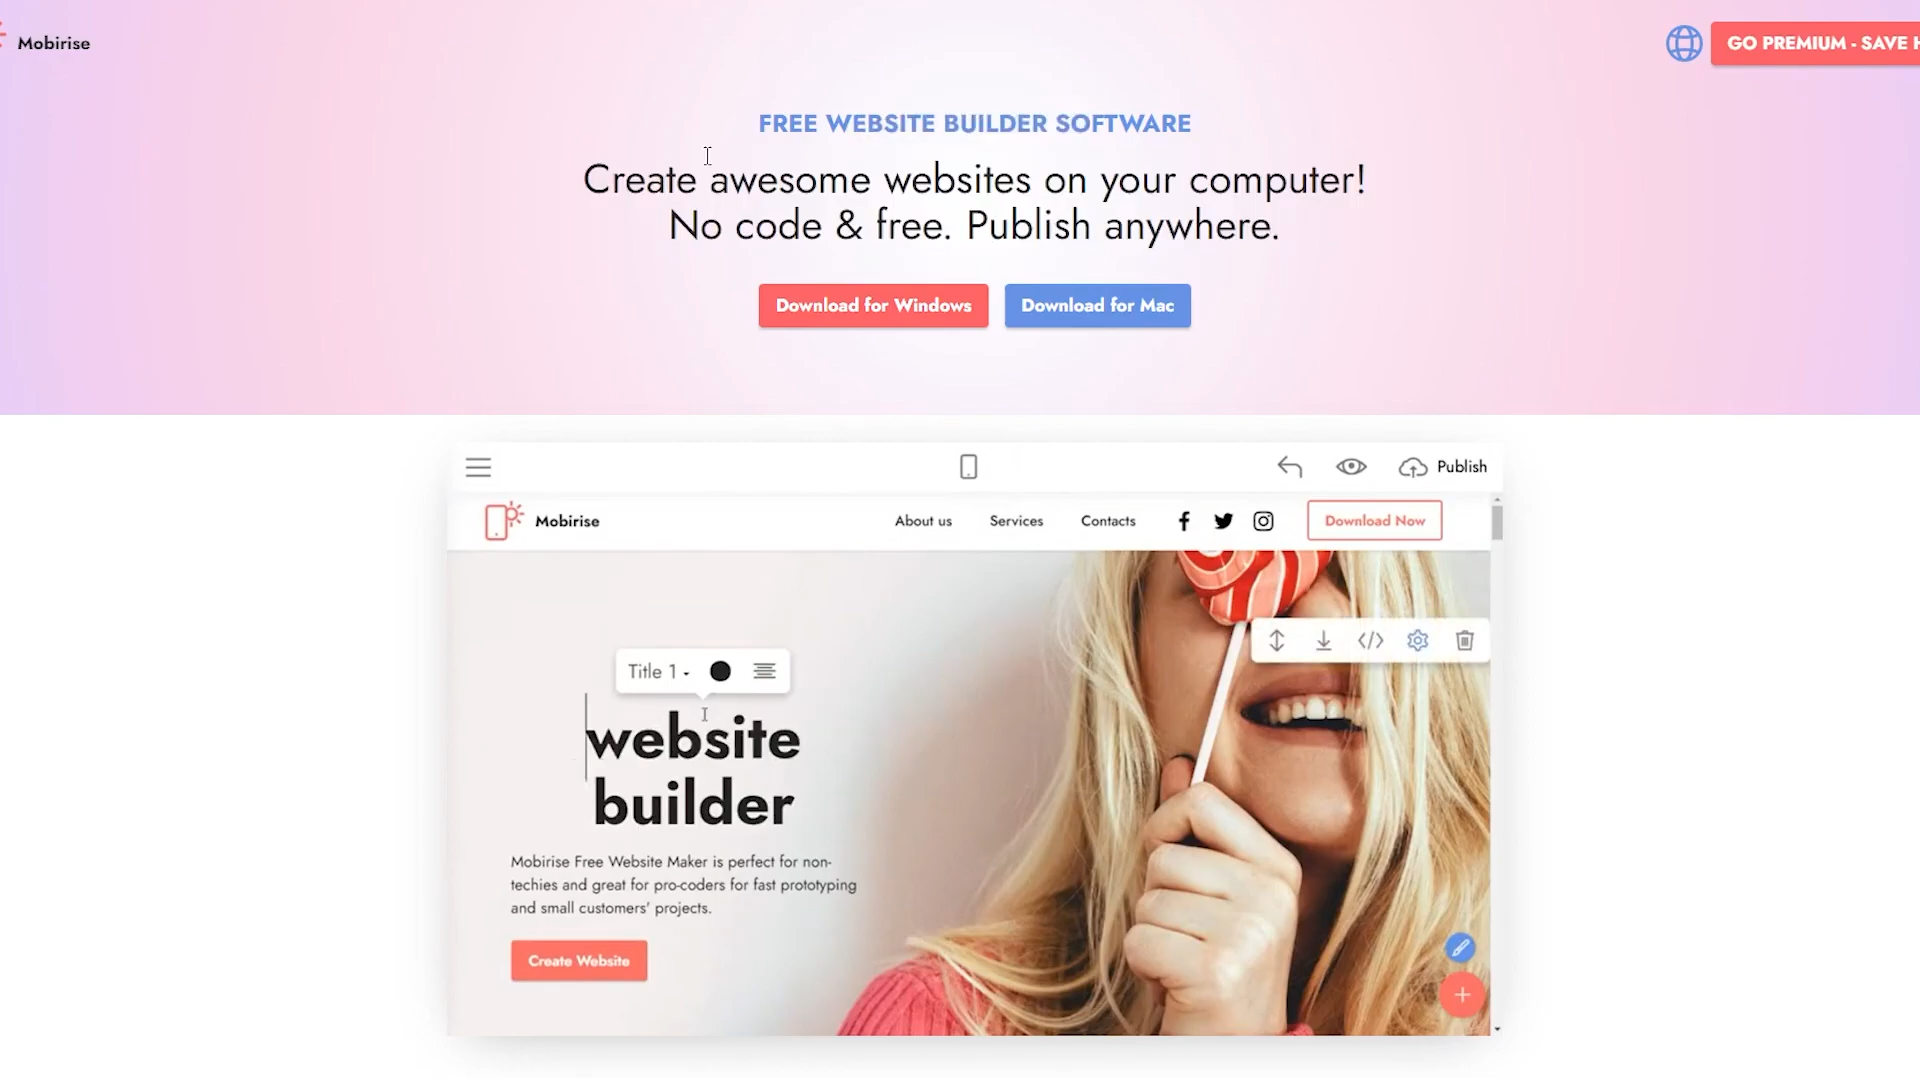 Mobirise
GO PREMIUM - SAVE
FREE WEBSITE BUILDER SOFTWARE
Create awesome websites on your computer!
No code & free. Publish anywhere.
Download for Windows
Download for Mac
Publish
Mobirise
About us
Services
Contacts
Download Now
Title 1
website
builder
Mobirise Free Website Maker is perfect for non-
techies and great for pro-coders for fast prototyping
and small customers' projects.
Create Website